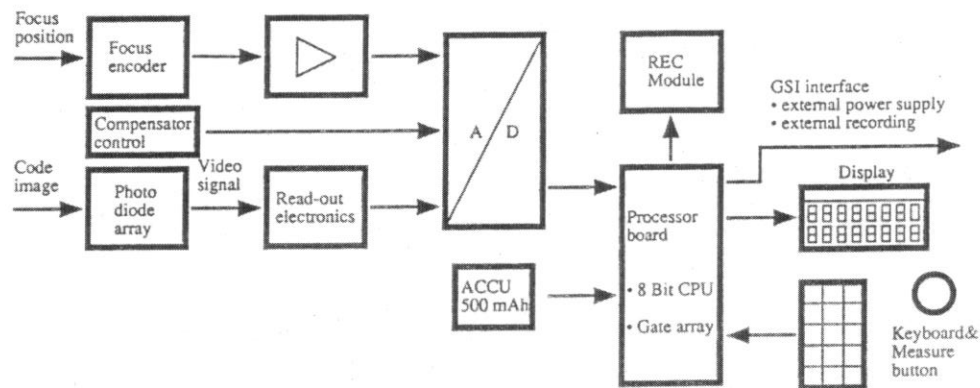 Focus
position
Focus
encoder
Compensator
control
Code
image
Photo
diode
array
Video
signal
Read-out
electronics
A / D
REC
Module
GSI interface
• external power supply
• external recording
Display
Processor
board
• 8 Bit CPU
• Gate array
ACCU
500 mAh
Keyboard&
Measure
button